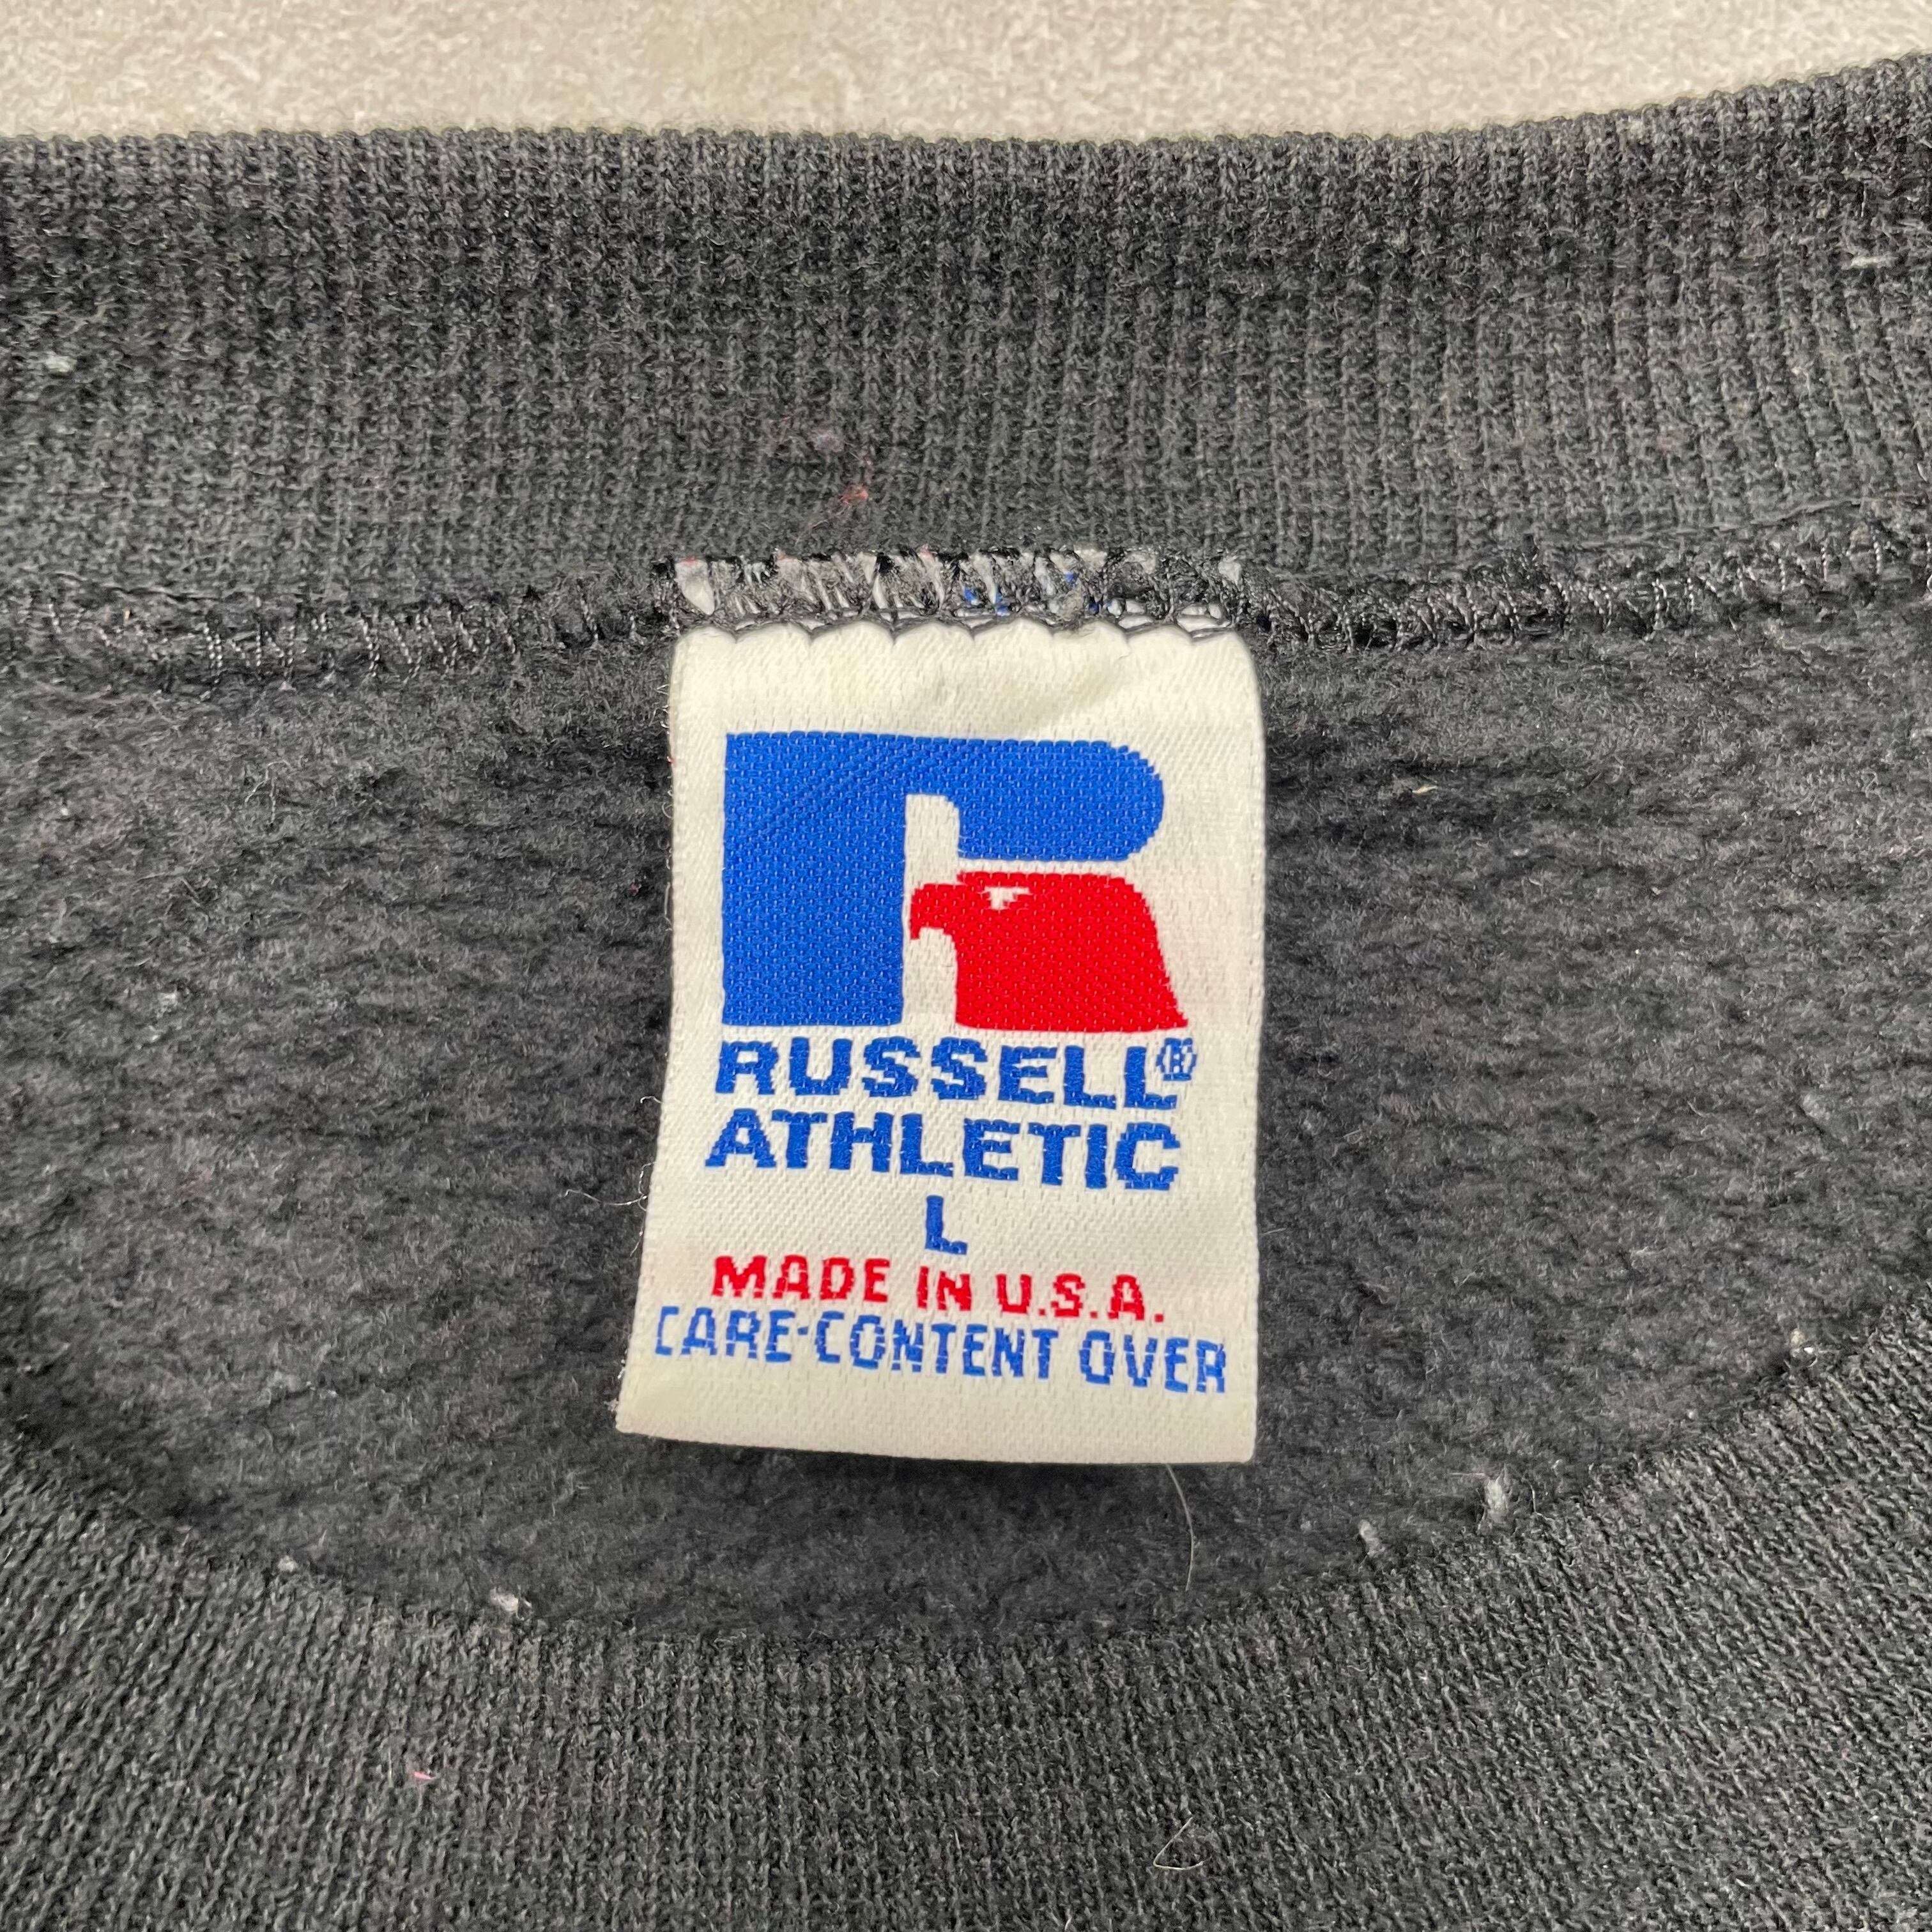 RUSSELL®
ATHLETIC
L
MADE IN U.S.A.
CARE-CONTENT OVER